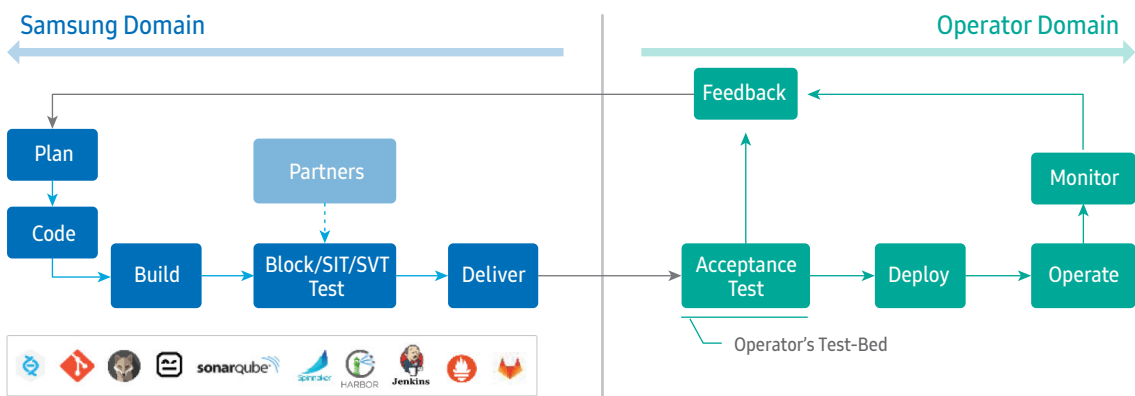 Samsung Domain
Operator Domain
Feedback
Plan
Partners
Monitor
Code
Build
Block/SIT/SVT
Test
Deliver
Acceptance
Test
Deploy
Operate
Operator's Test-Bed
sonarqube
Spinnaker
HARBOR
Jenkins